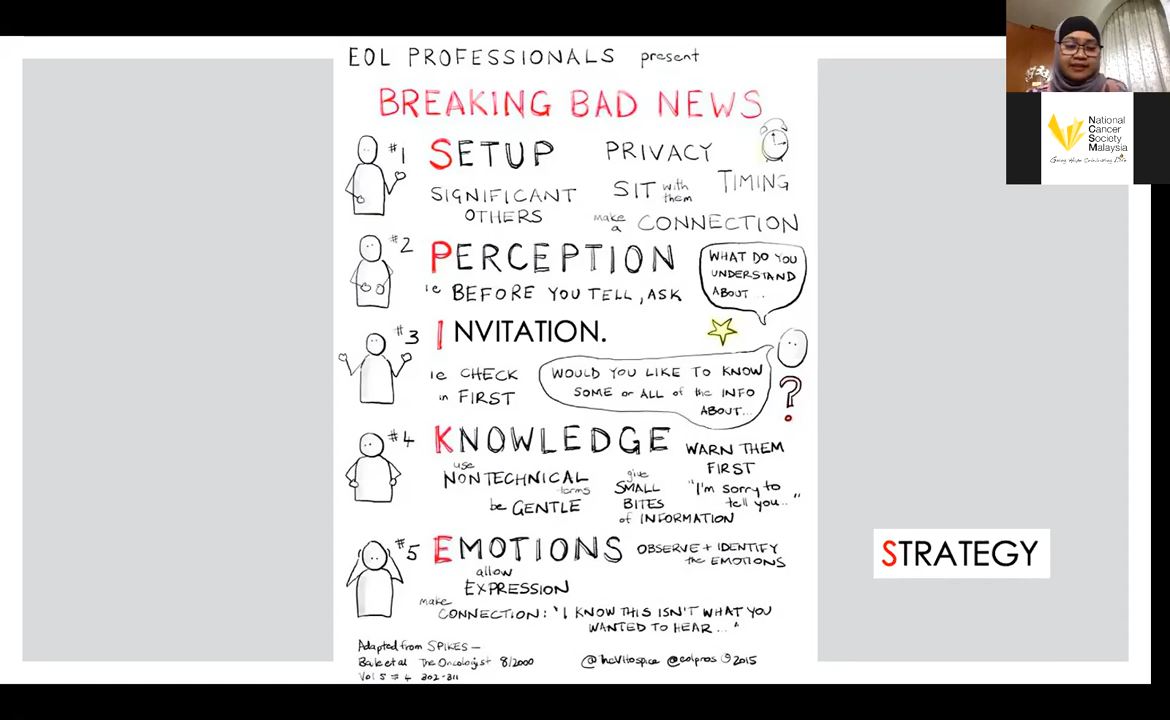 EOL PROFESSIONALS present
BREAKING BAD NEWS
#1 SETUP PRIVACY
SIGNIFICANT OTHERS
SIT with them TIMING
make a CONNECTION
#2 PERCEPTION
ie BEFORE YOU TELL, ASK
WHAT DO YOU
UNDERSTAND
ABOUT...
#3 INVITATION.
ie CHECK
in FIRST
WOULD YOU LIKE TO KNOW
SOME or ALL of the INFO
ABOUT...
?
#4 KNOWLEDGE
use
NONTECHNICAL
terms
be GENTLE
give
SMALL
BITES
of INFORMATION
WARN THEM
FIRST
"I'm sorry to
tell you.."
#5 EMOTIONS
OBSERVE + IDENTIFY
the EMOTIONS
allow
EXPRESSION
make
CONNECTION: "I KNOW THIS ISN'T WHAT YOU
WANTED TO HEAR..."
Adapted from SPIKES —
Baile et al The Oncologist 8/2000
Vol 5 # 4 302-311
@eolpros © 2015
STRATEGY
National
Cancer
Society
Malaysia